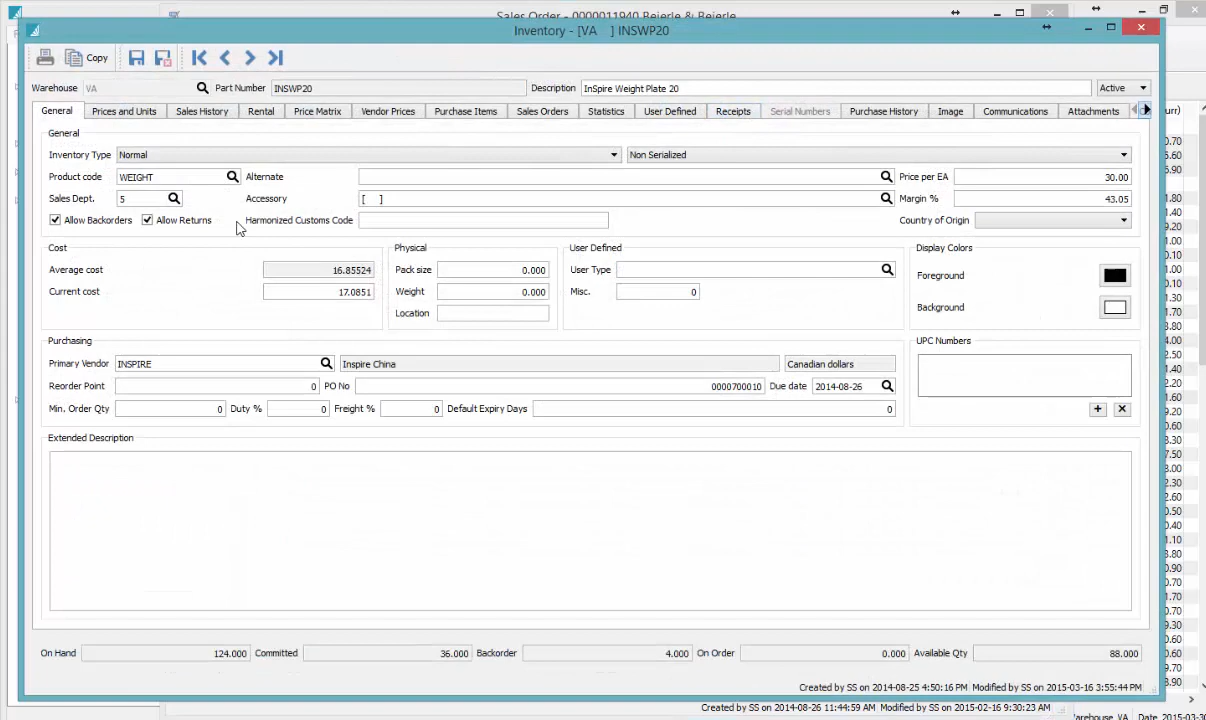 Sales Order - 0000011940 Beierle & Beierle
Inventory - [VA ] INSWP20
Copy
Warehouse VA Part Number INSWP20 Description InSpire Weight Plate 20 Active
General Prices and Units Sales History Rental Price Matrix Vendor Prices Purchase Items Sales Orders Statistics User Defined Receipts Serial Numbers Purchase History Image Communications Attachments
General
Inventory Type Normal Non Serialized
Product code WEIGHT Alternate Price per EA 30.00
Sales Dept. 5 Accessory [ ] Margin % 43.05
Allow Backorders Allow Returns Harmonized Customs Code Country of Origin
Cost Physical User Defined Display Colors
Average cost 16.85524 Pack size 0.000 User Type Foreground
Current cost 17.0851 Weight 0.000 Misc. 0
Location Background
Purchasing UPC Numbers
Primary Vendor INSPIRE Inspire China Canadian dollars
Reorder Point 0 PO No 0000700010 Due date 2014-08-26
Min. Order Qty 0 Duty % 0 Freight % 0 Default Expiry Days 0
Extended Description
On Hand 124.000 Committed 36.000 Backorder 4.000 On Order 0.000 Available Qty 88.000
Created by SS on 2014-08-25 4:50:16 PM Modified by SS on 2015-03-16 3:55:44 PM
Created by SS on 2014-08-26 11:44:59 AM Modified by SS on 2015-02-16 9:30:23 AM